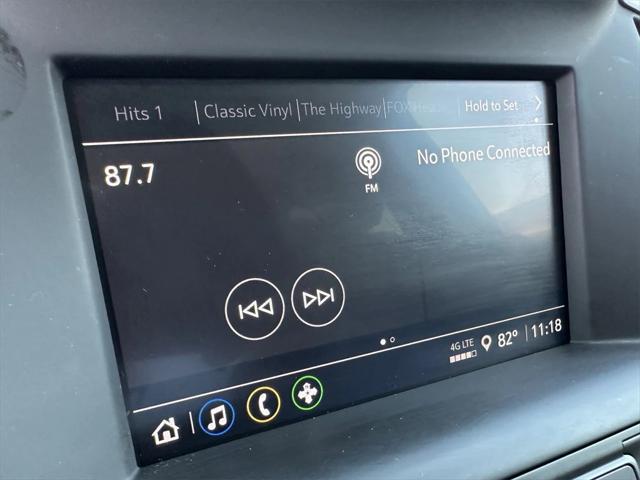 Hits 1 Classic Vinyl The Highway FOX Hold to Set
87.7 FM No Phone Connected
4G LTE 82° 11:18